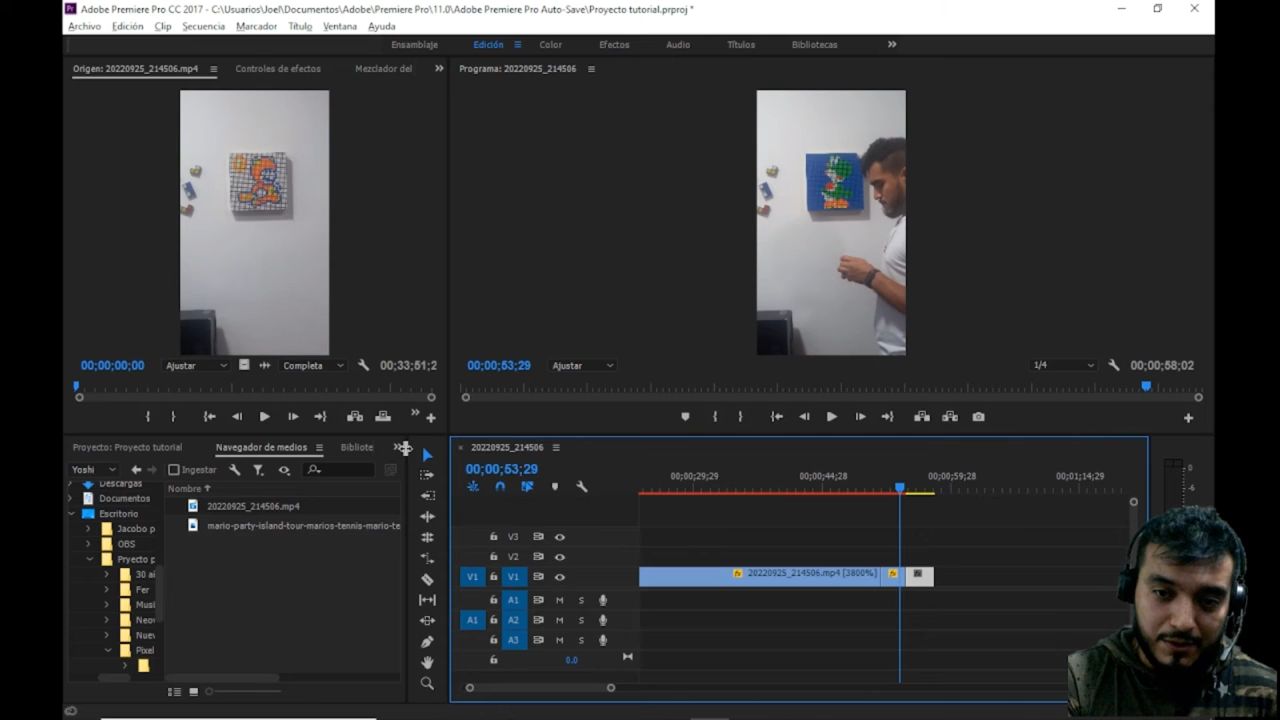 Adobe Premiere Pro CC 2017 - C:\Usuarios\Joel\Documentos\Adobe\Premiere Pro\11.0\Adobe Premiere Pro Auto-Save\Proyecto tutorial.prproj *
Archivo Edición Clip Secuencia Marcador Título Ventana Ayuda
Ensamblaje Edición Color Efectos Audio Títulos Bibliotecas
Origen: 20220925_214506.mp4 Controles de efectos Mezclador del
Programa: 20220925_214506
00;00;00;00 Ajustar Completa 00;33;51;2
00;00;53;29 Ajustar 1/4 00;00;58;02
Proyecto: Proyecto tutorial Navegador de medios Bibliote
Yoshi Ingestar
Nombre
Descargas
Documentos
Escritorio
Jacobo p
OBS
Pryecto p
30 ai
Fer
Musi
Neo
Nue
Pixel
20220925_214506.mp4
mario-party-island-tour-marios-tennis-mario-te
20220925_214506
00;00;53;29
00;00;29;29 00;00;44;28 00;00;59;28 00;01;14;29
V3
V2
V1 V1 20220925_214506.mp4 [3800%]
A1 M S
A1 A2 M S
A3 M S
0.0
0
-6